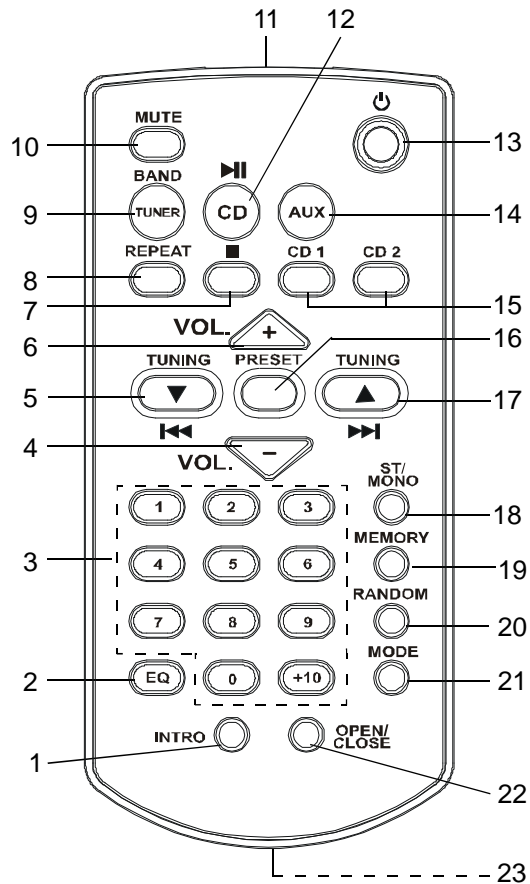 11 12
MUTE
10 13
BAND
TUNER CD AUX
9 14
REPEAT CD 1 CD 2
8
7 15
VOL. +
6 16
TUNING PRESET TUNING
5 17
4
VOL. –
ST/
MONO
1 2 3
18
MEMORY
3 4 5 6
19
RANDOM
7 8 9
20
MODE
2 EQ 0 +10 21
INTRO OPEN/
CLOSE
1 22
23